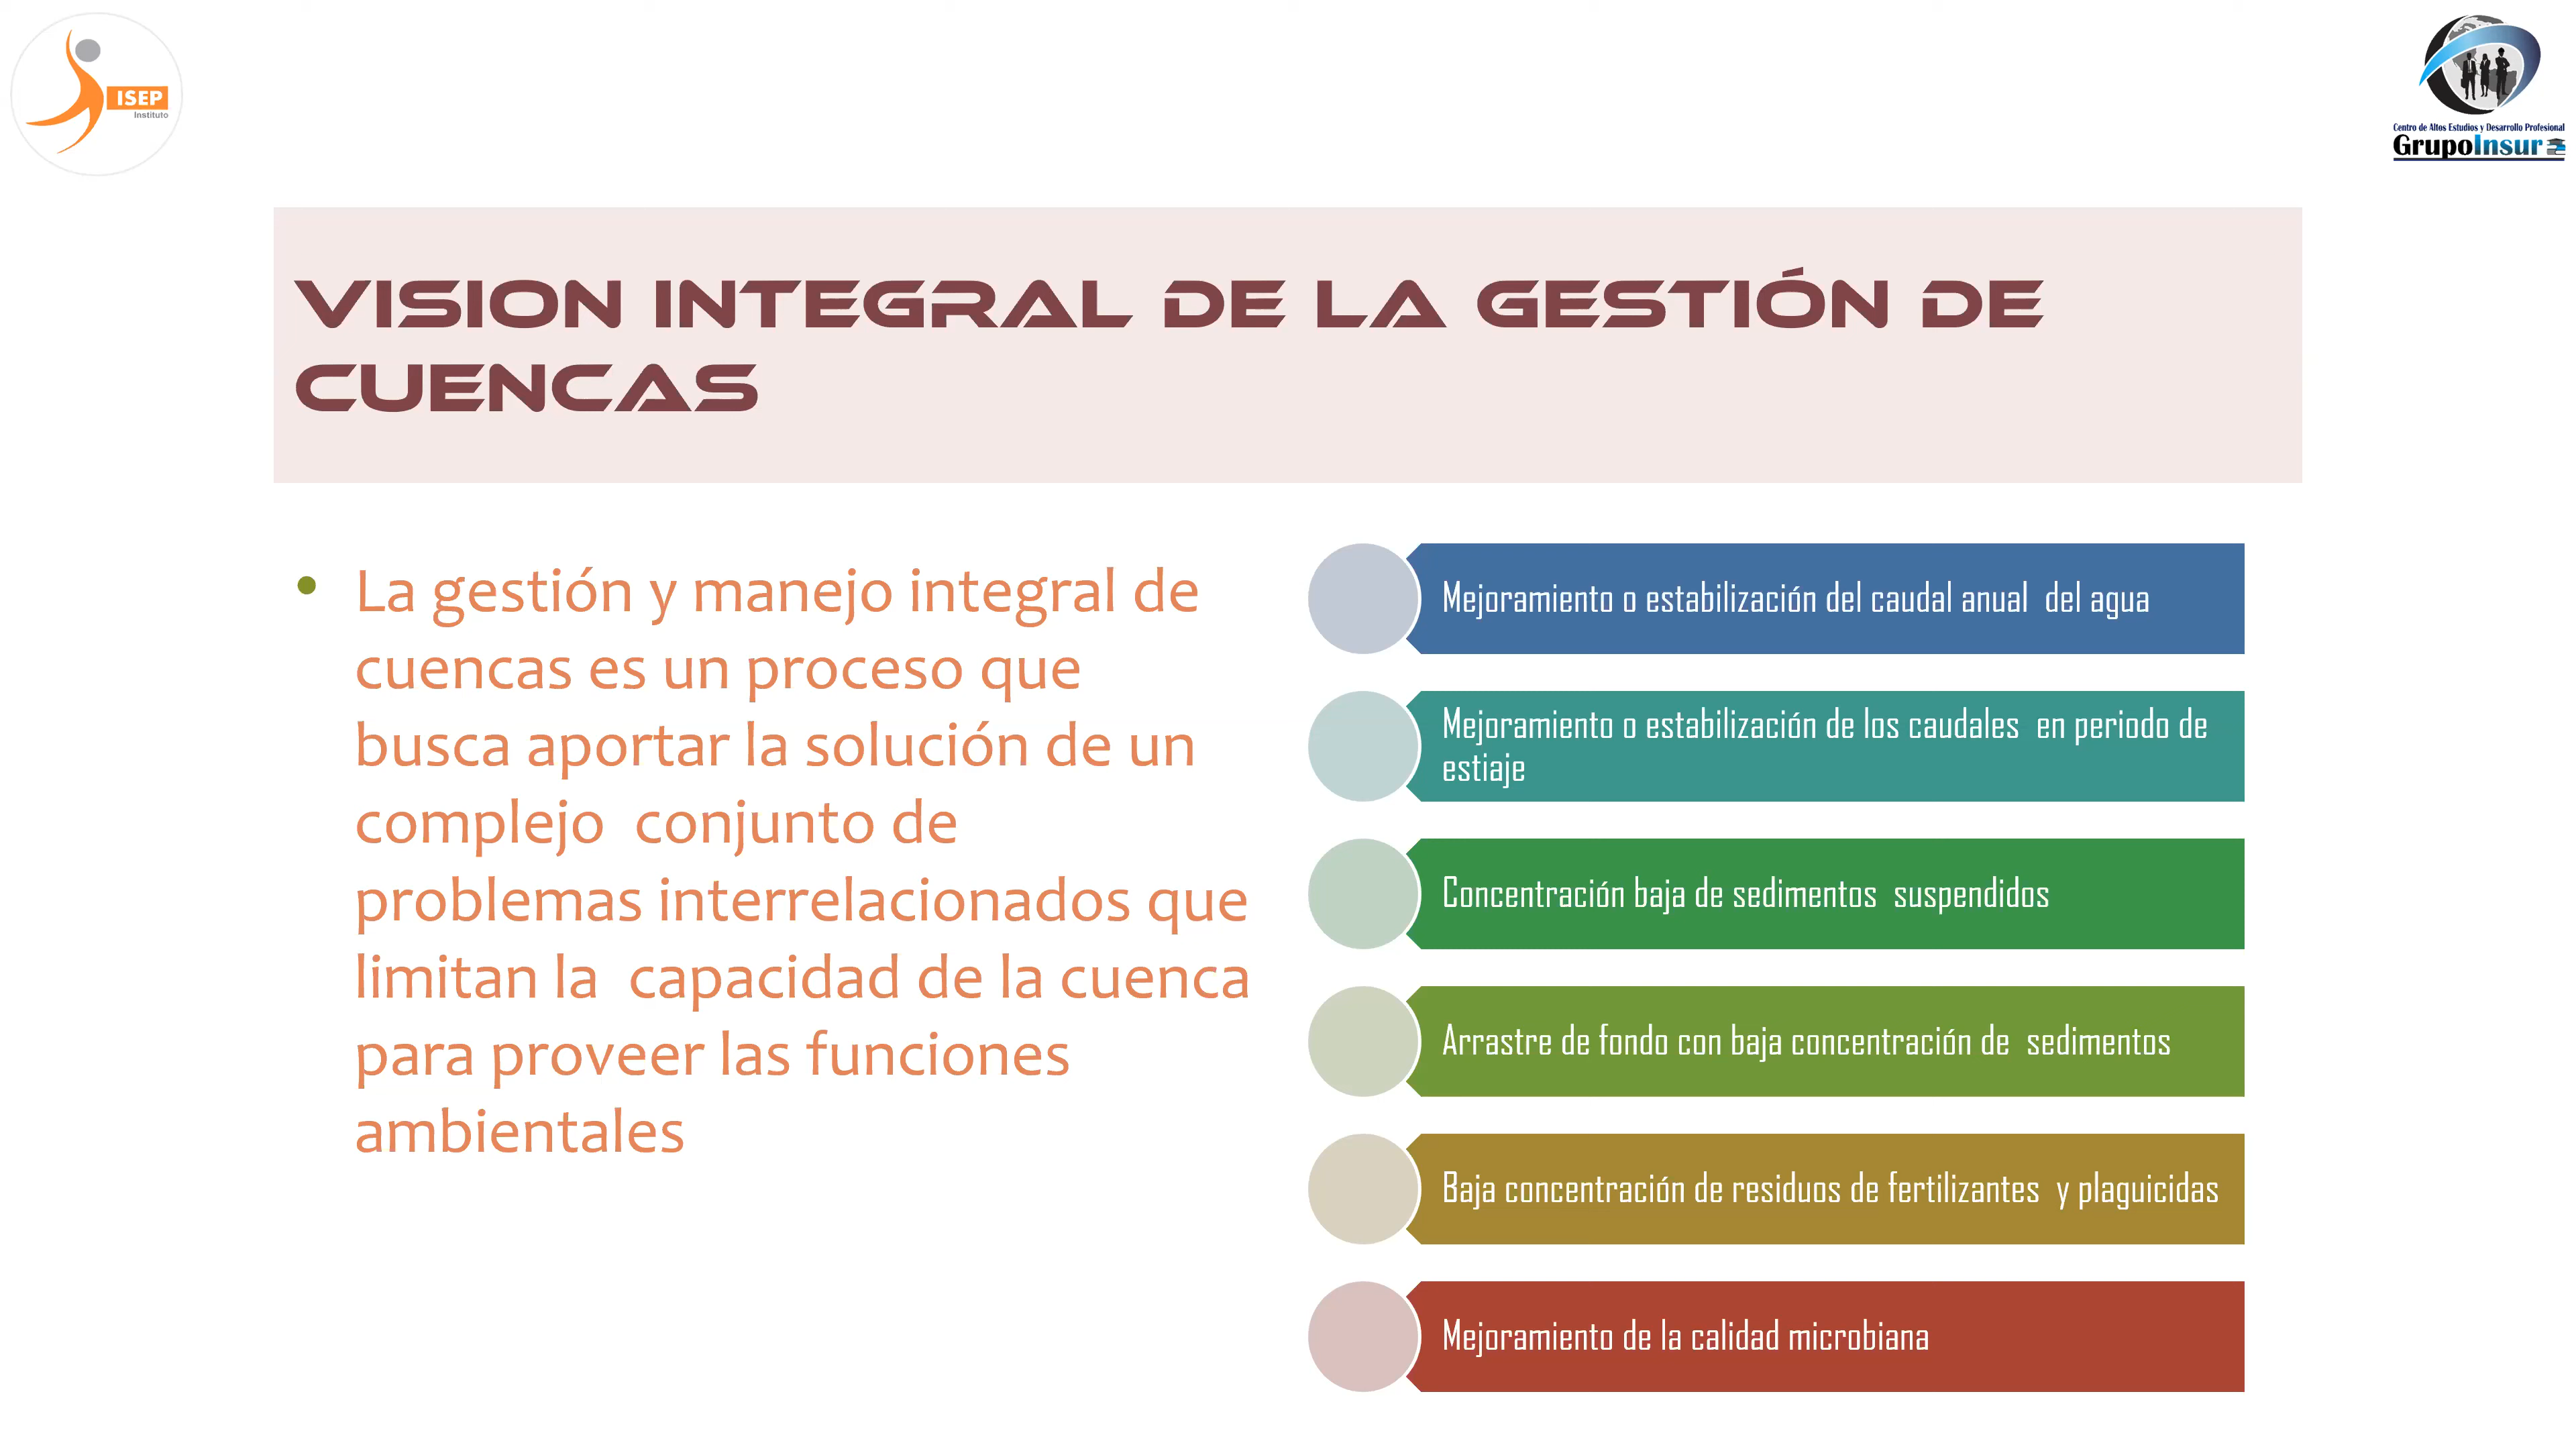 ISEP
Instituto
Centro de Altos Estudios y Desarrollo Profesional
GrupoInsur
VISION INTEGRAL DE LA GESTIÓN DE
CUENCAS
• La gestión y manejo integral de
cuencas es un proceso que
busca aportar la solución de un
complejo conjunto de
problemas interrelacionados que
limitan la capacidad de la cuenca
para proveer las funciones
ambientales
Mejoramiento o estabilización del caudal anual del agua
Mejoramiento o estabilización de los caudales en periodo de
estiaje
Concentración baja de sedimentos suspendidos
Arrastre de fondo con baja concentración de sedimentos
Baja concentración de residuos de fertilizantes y plaguicidas
Mejoramiento de la calidad microbiana